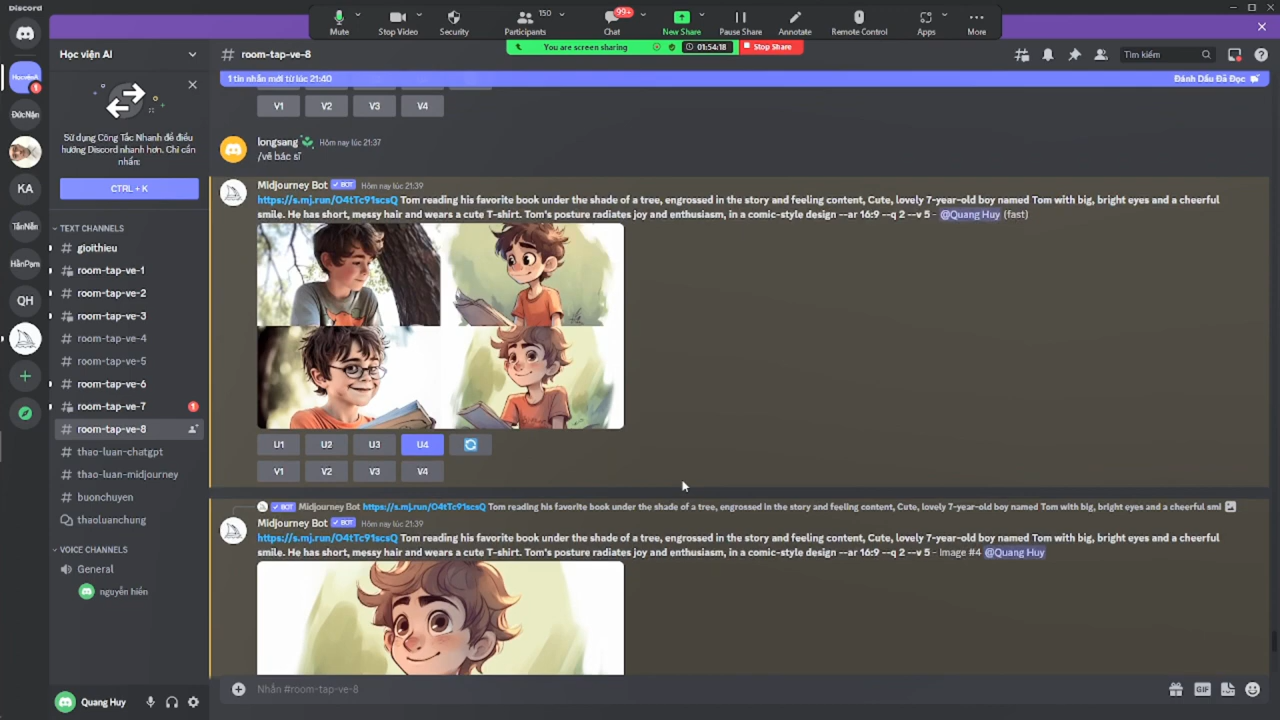 Discord
150
99+
Mute
Stop Video
Security
Participants
Chat
New Share
Pause Share
Annotate
Remote Control
Apps
More
You are screen sharing
01:54:18
Stop Share
Học viện AI
room-tap-ve-8
Tìm kiếm
1 tin nhắn mới từ lúc 21:40
Đánh Dấu Đã Đọc
Sử dụng Công Tắc Nhanh để điều
hướng Discord nhanh hơn. Chỉ cần
nhấn:
CTRL + K
TEXT CHANNELS
gioithieu
room-tap-ve-1
room-tap-ve-2
room-tap-ve-3
room-tap-ve-4
room-tap-ve-5
room-tap-ve-6
room-tap-ve-7
1
room-tap-ve-8
thao-luan-chatgpt
thao-luan-midjourney
buonchuyen
thaoluanchung
VOICE CHANNELS
General
nguyễn hiền
Quang Huy
1
ĐứcNận
KA
HằnPạm
QH
V1 V2 V3 V4
longsang Hôm nay lúc 21:37
/vẽ bác sĩ
Midjourney Bot BOT Hôm nay lúc 21:39
https://s.mj.run/O4tTc91scsQ Tom reading his favorite book under the shade of a tree, engrossed in the story and feeling content, Cute, lovely 7-year-old boy named Tom with big, bright eyes and a cheerful
smile. He has short, messy hair and wears a cute T-shirt. Tom's posture radiates joy and enthusiasm, in a comic-style design --ar 16:9 --q 2 --v 5 - @Quang Huy (fast)
U1 U2 U3 U4
V1 V2 V3 V4
BOT Midjourney Bot https://s.mj.run/O4tTc91scsQ Tom reading his favorite book under the shade of a tree, engrossed in the story and feeling content, Cute, lovely 7-year-old boy named Tom with big, bright eyes and a cheerful smil
Midjourney Bot BOT Hôm nay lúc 21:39
https://s.mj.run/O4tTc91scsQ Tom reading his favorite book under the shade of a tree, engrossed in the story and feeling content, Cute, lovely 7-year-old boy named Tom with big, bright eyes and a cheerful
smile. He has short, messy hair and wears a cute T-shirt. Tom's posture radiates joy and enthusiasm, in a comic-style design --ar 16:9 --q 2 --v 5 - Image #4 @Quang Huy
Nhắn #room-tap-ve-8
GIF